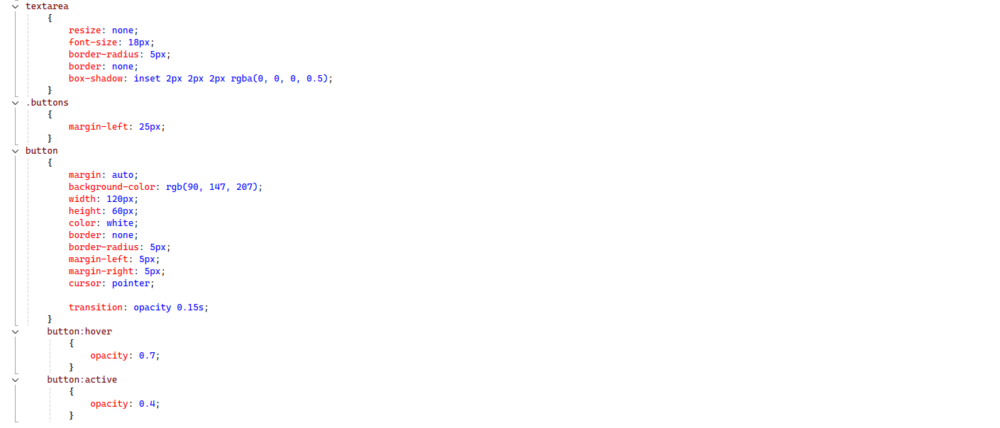 textarea
{
resize: none;
font-size: 18px;
border-radius: 5px;
border: none;
box-shadow: inset 2px 2px 2px rgba(0, 0, 0, 0.5);
}
.buttons
{
margin-left: 25px;
}
button
{
margin: auto;
background-color: rgb(90, 147, 207);
width: 120px;
height: 60px;
color: white;
border: none;
border-radius: 5px;
margin-left: 5px;
margin-right: 5px;
cursor: pointer;
transition: opacity 0.15s;
}
button:hover
{
opacity: 0.7;
}
button:active
{
opacity: 0.4;
}